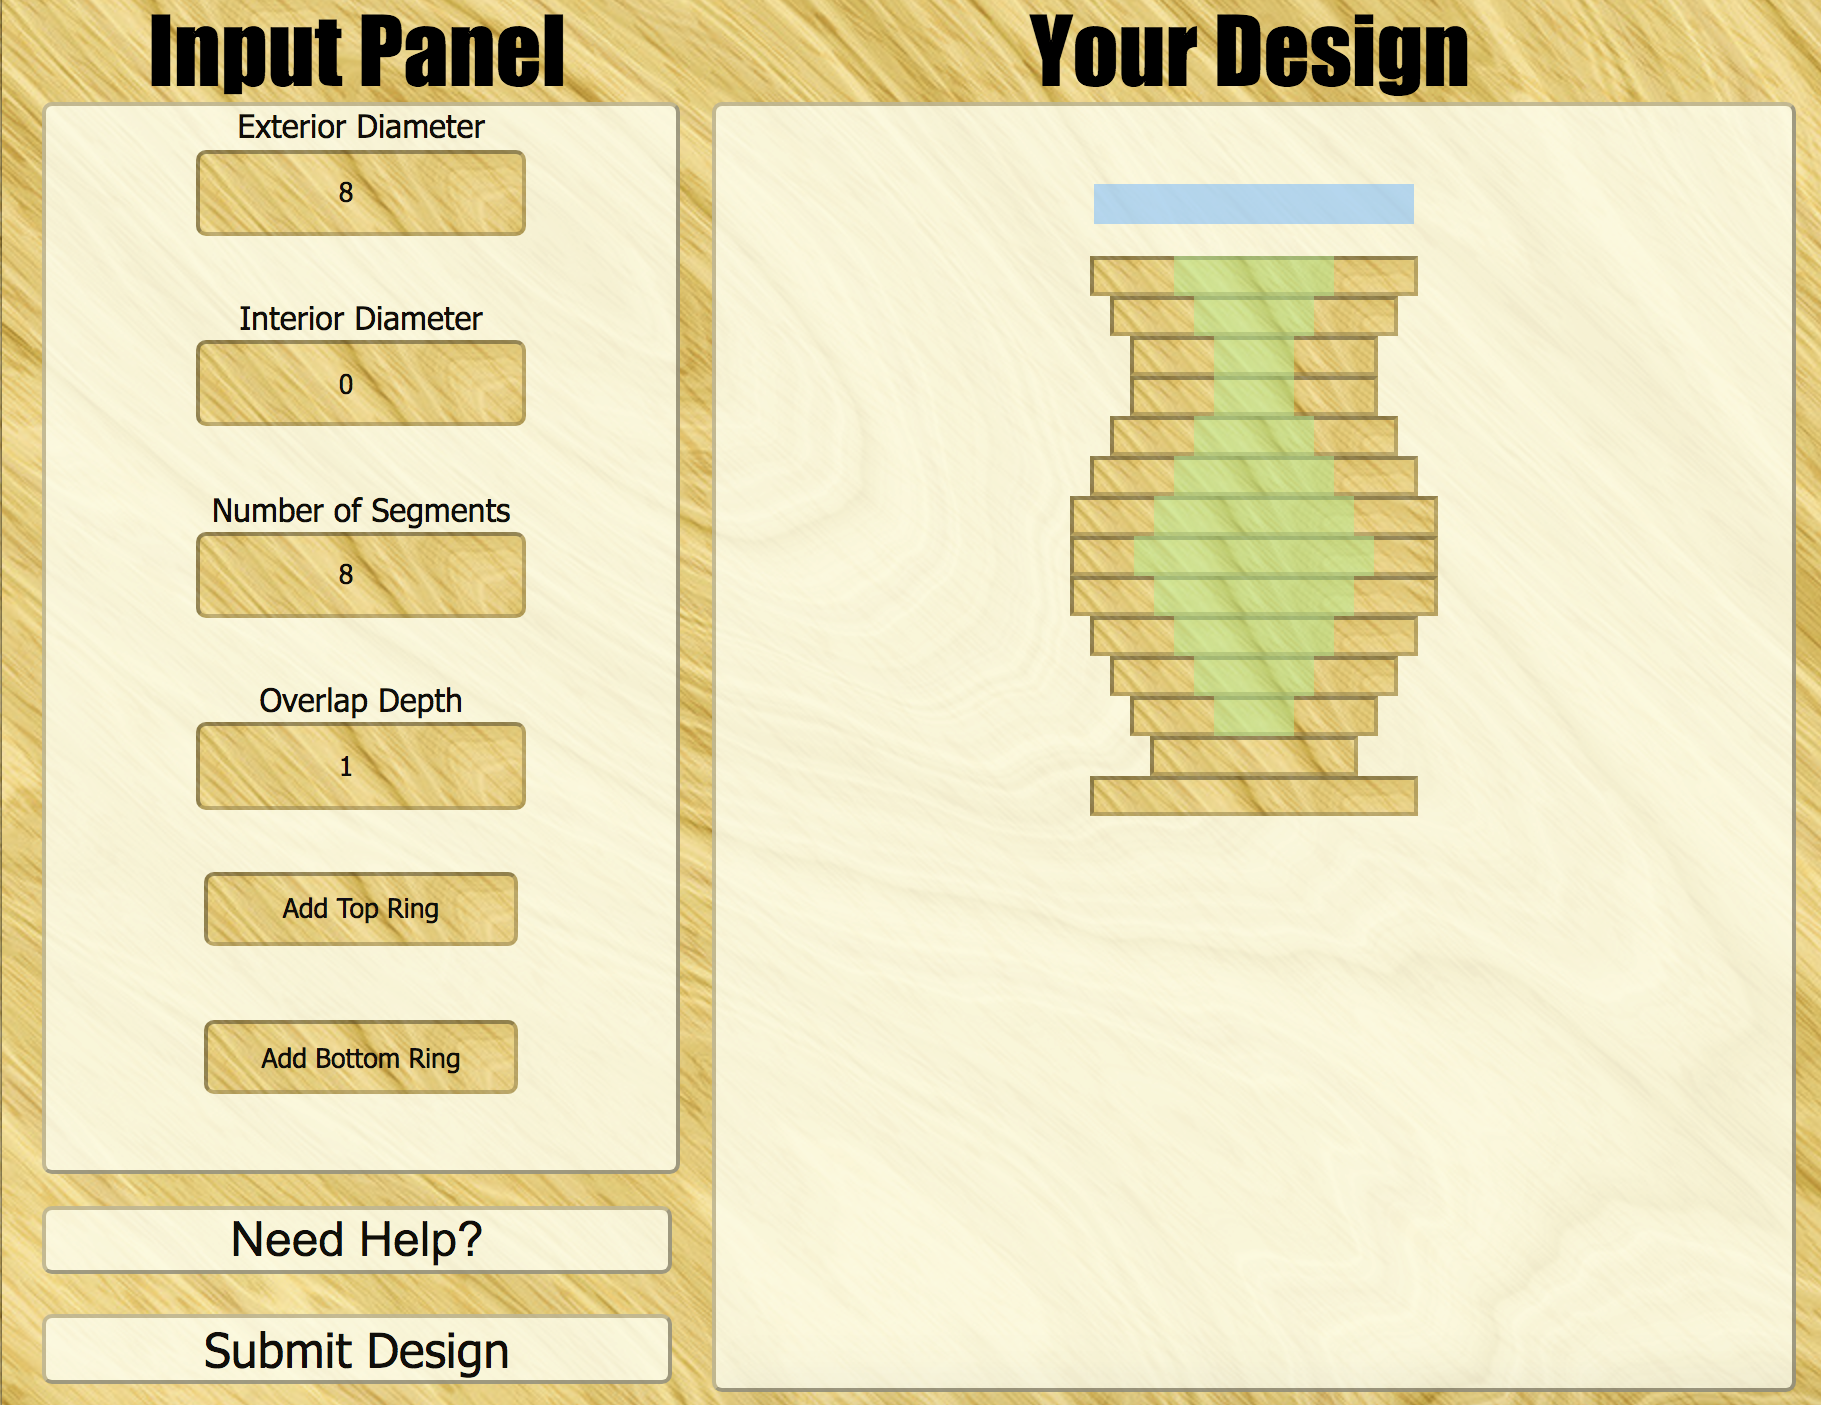 Input Panel
Exterior Diameter
8
Interior Diameter
0
Number of Segments
8
Overlap Depth
1
Add Top Ring
Add Bottom Ring
Need Help?
Submit Design
Your Design